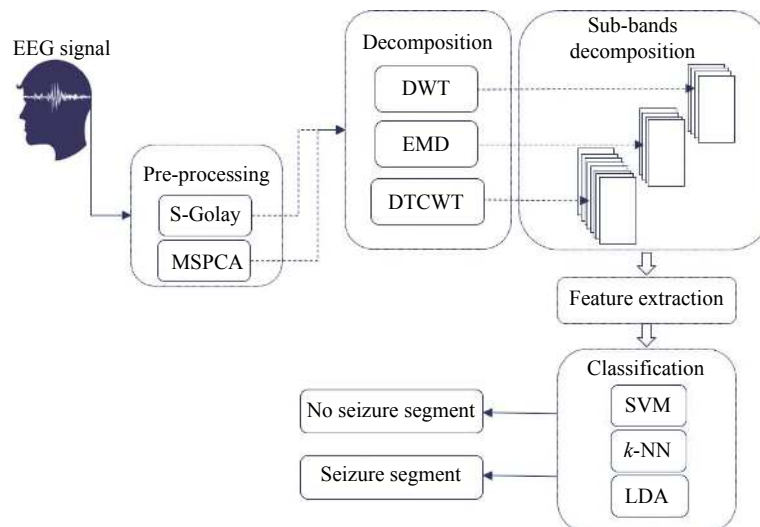 EEG signal
Pre-processing
S-Golay
MSPCA
Decomposition
DWT
EMD
DTCWT
Sub-bands
decomposition
Feature extraction
Classification
SVM
k-NN
LDA
No seizure segment
Seizure segment